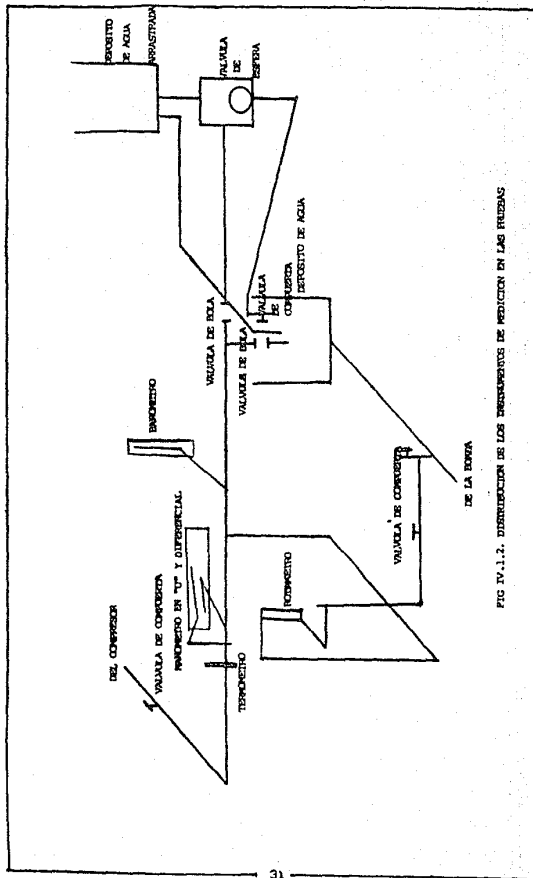 DEPOSITO
DE AGUA
ARRASTRADA
VALVULA
DE
ESFERA
VALVULA DE BOLA
VALVULA DE BOLA
VALVULA
DE
COMPUERTA
DEPOSITO DE AGUA
BAROMETRO
DEL COMPRESOR
VALVULA DE COMPUERTA
MANOMETRO EN "U" Y DIFERENCIAL
TERMOMETRO
ROTAMETRO
VALVULA DE COMPUERTA
DE LA BOMBA
FIG IV.1.2. DISTRIBUCION DE LOS INSTRUMENTOS DE MEDICION EN LAS PRUEBAS
31